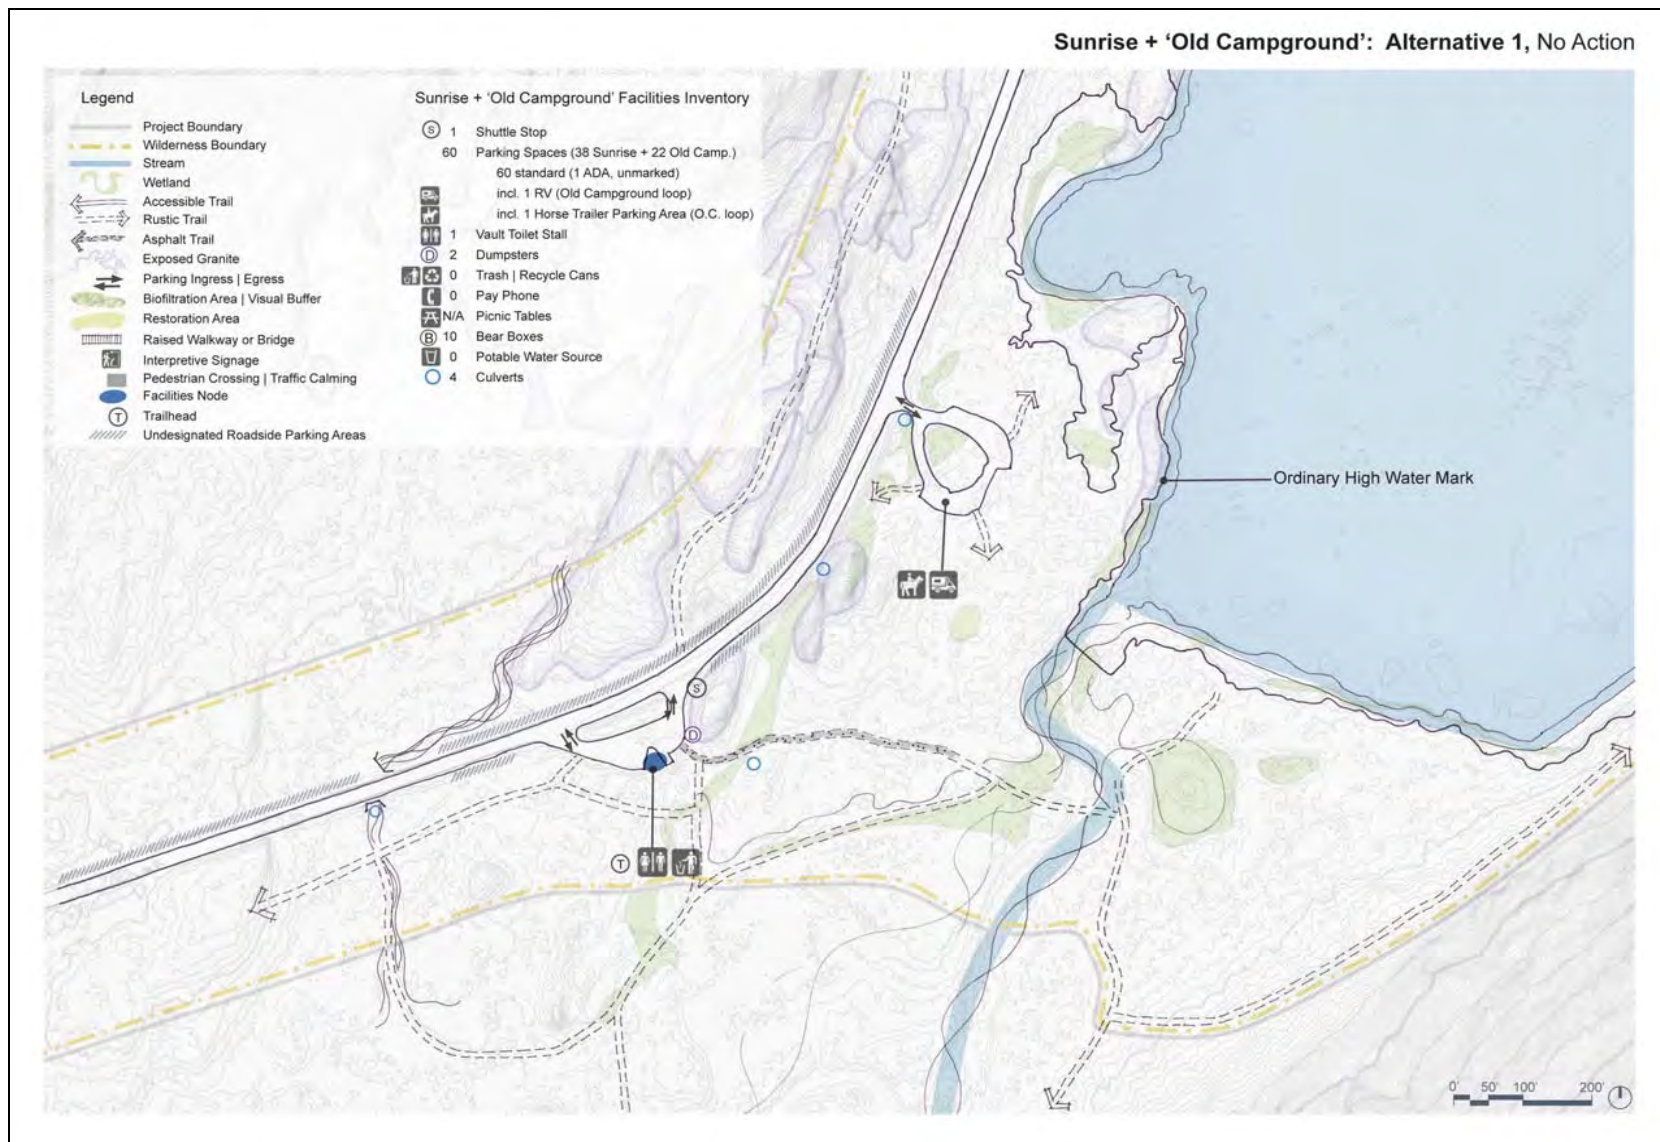 Sunrise + ‘Old Campground’: Alternative 1, No Action
Legend
Project Boundary
Wilderness Boundary
Stream
Wetland
Accessible Trail
Rustic Trail
Asphalt Trail
Exposed Granite
Parking Ingress | Egress
Biofiltration Area | Visual Buffer
Restoration Area
Raised Walkway or Bridge
Interpretive Signage
Pedestrian Crossing | Traffic Calming
Facilities Node
T Trailhead
Undesignated Roadside Parking Areas
Sunrise + ‘Old Campground’ Facilities Inventory
S 1 Shuttle Stop
60 Parking Spaces (38 Sunrise + 22 Old Camp.)
60 standard (1 ADA, unmarked)
incl. 1 RV (Old Campground loop)
incl. 1 Horse Trailer Parking Area (O.C. loop)
1 Vault Toilet Stall
D 2 Dumpsters
0 Trash | Recycle Cans
0 Pay Phone
N/A Picnic Tables
B 10 Bear Boxes
0 Potable Water Source
4 Culverts
Ordinary High Water Mark
S
D
T
0' 50' 100' 200'